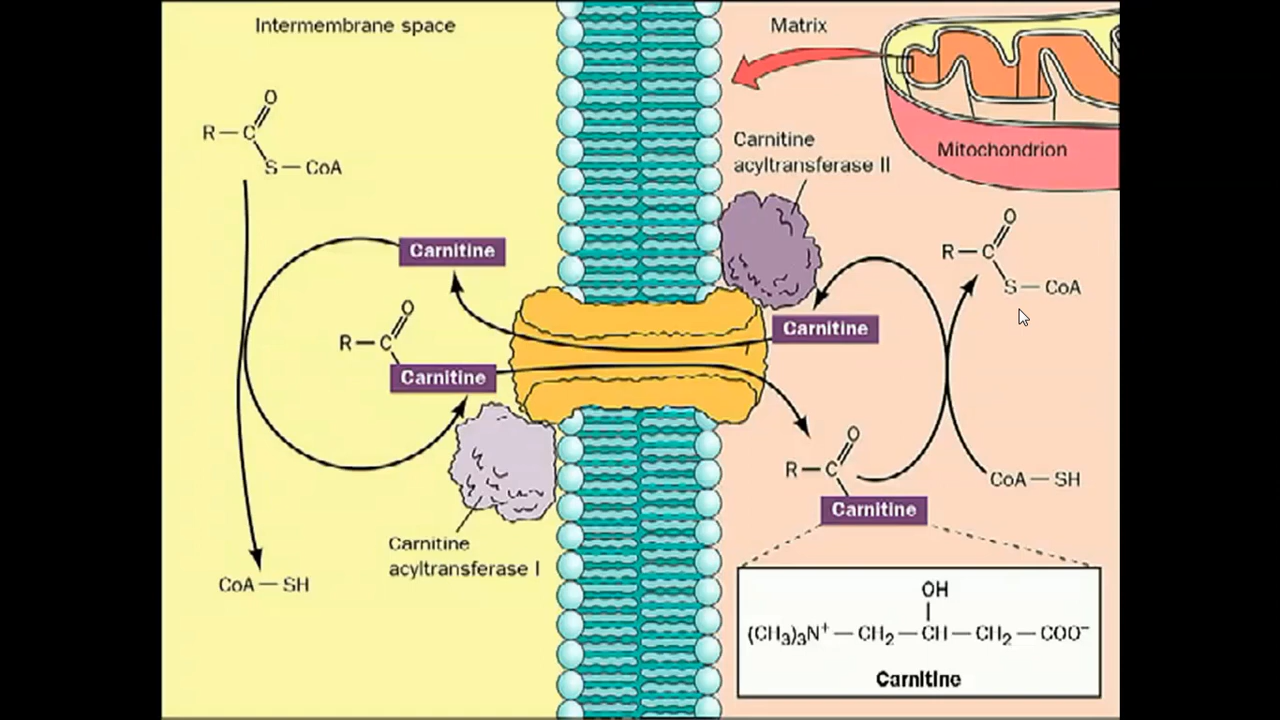 Intermembrane space
Matrix
Mitochondrion
O
R—C
S—CoA
Carnitine
acyltransferase II
Carnitine
O
R—C
Carnitine
O
R—C
S—CoA
Carnitine
O
R—C
Carnitine
CoA—SH
Carnitine
acyltransferase I
CoA—SH
OH
(CH₃)₃N⁺—CH₂—CH—CH₂—COO⁻
Carnitine